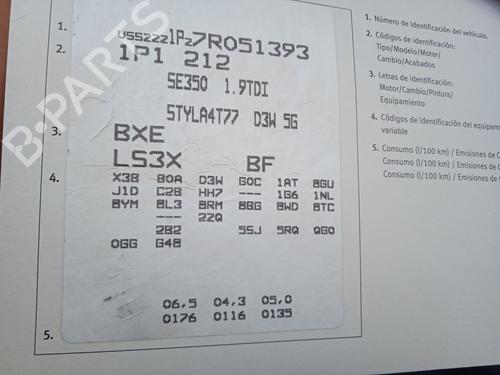 1. USSZZZ1PZ7R051393
2. 1P1 212
SE350 1.9TDI
STYLA4T77 D3W 5G
3. BXE
LS3X BF
4. X38 80A D3W G0C 1AT 8GU
J1D C28 HH7 --- 1G6 1NL
8YM 8L3 8RM 8BG 8WD 8TC
--- 2ZQ
2B2 5SJ 5RQ QG0
0GG G48
06,5 04,3 05,0
5. 0176 0116 0135
1. Número de identificación del vehículo.
2. Códigos de identificación:
Tipo/Modelo/Motor/
Cambio/Acabados
3. Letras de identificación:
Motor/Cambio/Pintura/
Equipamiento
4. Códigos de identificación del equipam
variable
5. Consumo (l/100 km) / Emisiones de C
Consumo (l/100 km) / Emisiones de C
Consumo (l/100 km) / Emisiones de C
B-PARTS